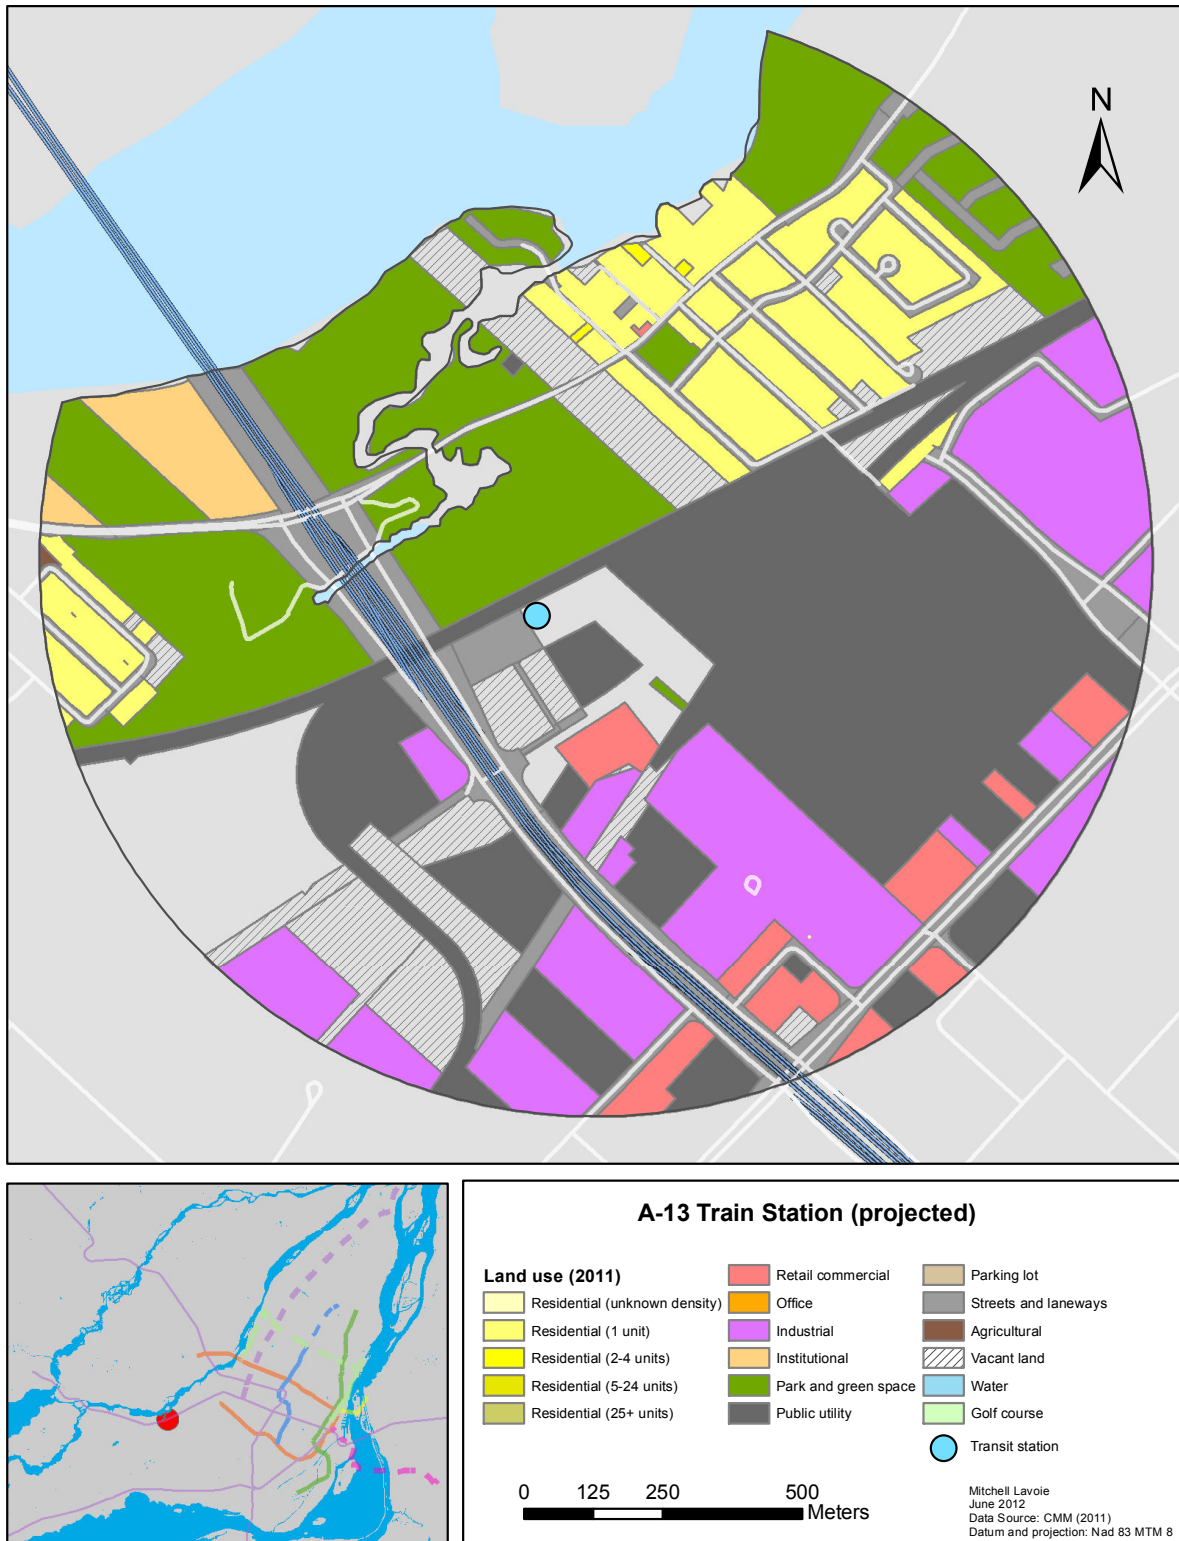 N
A-13 Train Station (projected)
Land use (2011)
Residential (unknown density)
Residential (1 unit)
Residential (2-4 units)
Residential (5-24 units)
Residential (25+ units)
Retail commercial
Office
Industrial
Institutional
Park and green space
Public utility
Parking lot
Streets and laneways
Agricultural
Vacant land
Water
Golf course
Transit station
0 125 250 500
Meters
Mitchell Lavoie
June 2012
Data Source: CMM (2011)
Datum and projection: Nad 83 MTM 8